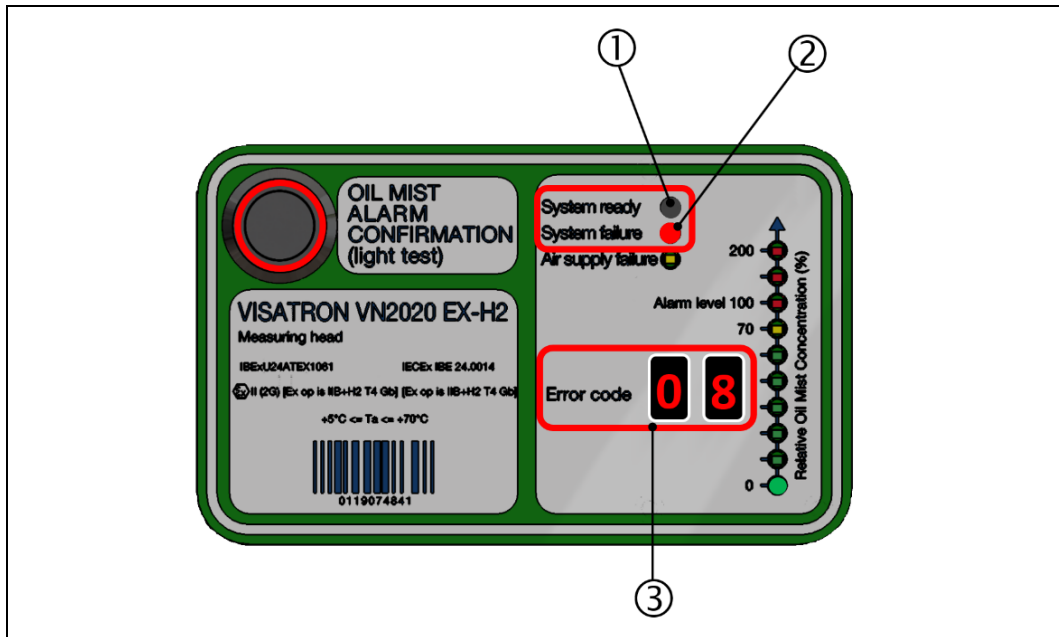 ①
②
OIL MIST
ALARM
CONFIRMATION
(light test)
System ready
System failure
Air supply failure
VISATRON VN2020 EX-H2
Measuring head
IBExU24ATEX1061
IECEx IBE 24.0014
Ex II (2G) [Ex op is IIB+H2 T4 Gb] [Ex op is IIB+H2 T4 Gb]
+5°C <= Ta <= +70°C
0119074841
200
Alarm level 100
70
0
Relative Oil Mist Concentration (%)
Error code 0 8
③